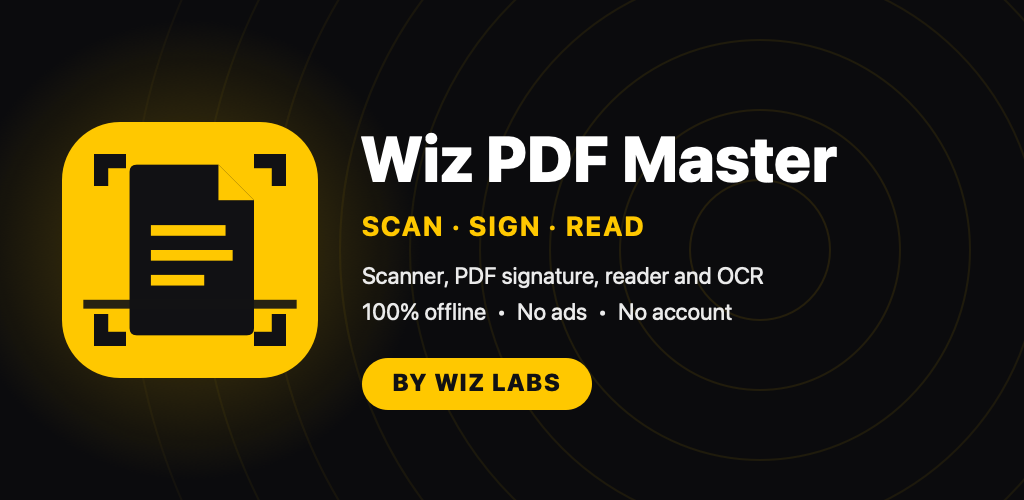 Wiz PDF Master
SCAN · SIGN · READ
Scanner, PDF signature, reader and OCR
100% offline • No ads • No account
BY WIZ LABS